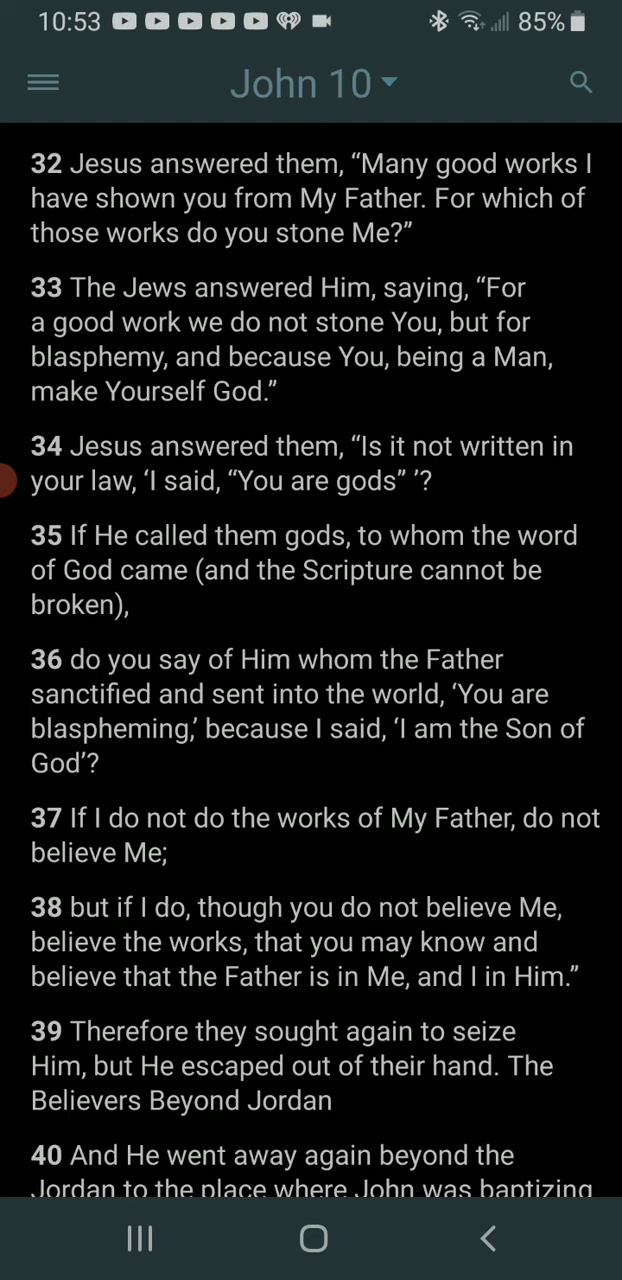 10:53
85%
John 10
32 Jesus answered them, “Many good works I
have shown you from My Father. For which of
those works do you stone Me?”
33 The Jews answered Him, saying, “For
a good work we do not stone You, but for
blasphemy, and because You, being a Man,
make Yourself God.”
34 Jesus answered them, “Is it not written in
your law, ‘I said, “You are gods” ’?
35 If He called them gods, to whom the word
of God came (and the Scripture cannot be
broken),
36 do you say of Him whom the Father
sanctified and sent into the world, ‘You are
blaspheming,’ because I said, ‘I am the Son of
God’?
37 If I do not do the works of My Father, do not
believe Me;
38 but if I do, though you do not believe Me,
believe the works, that you may know and
believe that the Father is in Me, and I in Him.”
39 Therefore they sought again to seize
Him, but He escaped out of their hand. The
Believers Beyond Jordan
40 And He went away again beyond the
Jordan to the place where John was baptizing